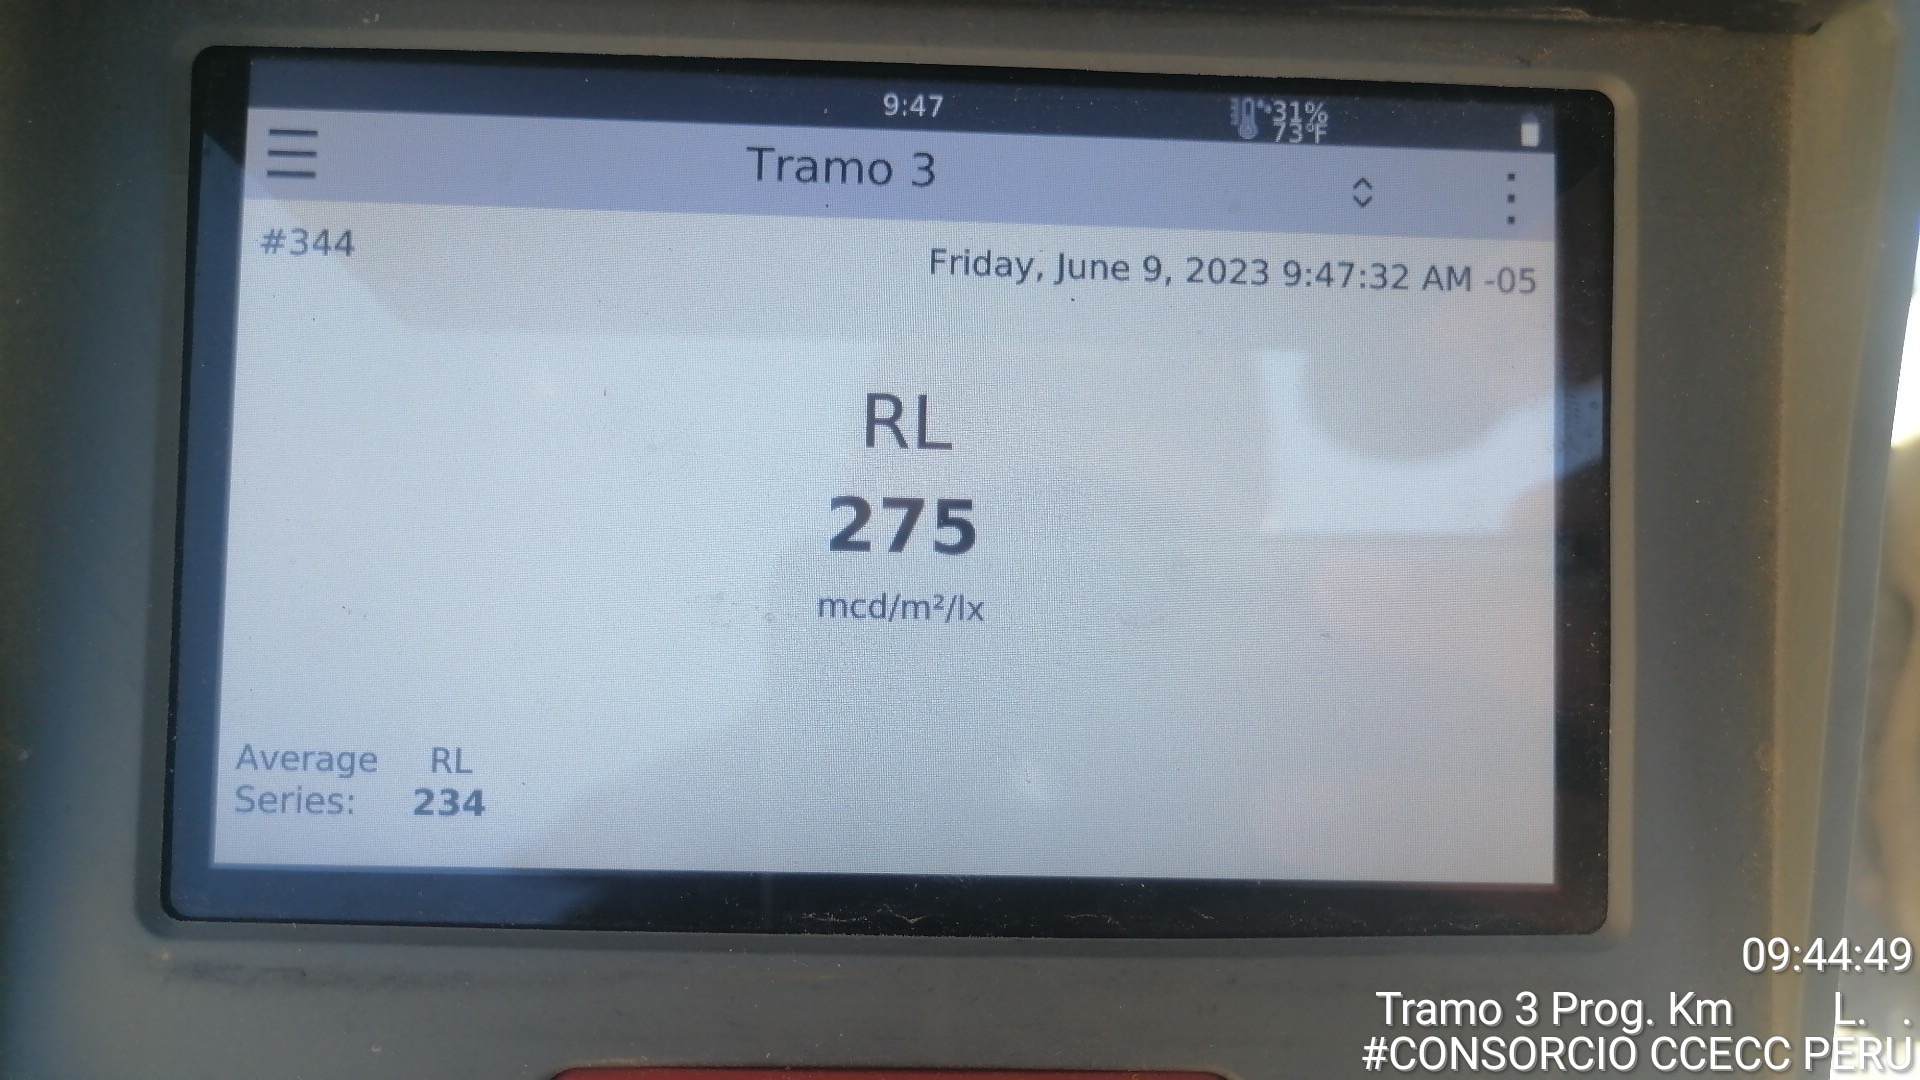 9:47
31%
73°F
Tramo 3
#344
Friday, June 9, 2023 9:47:32 AM -05
RL
275
mcd/m²/lx
Average RL
Series: 234
09:44:49
Tramo 3 Prog. Km L. .
#CONSORCIO CCECC PERU